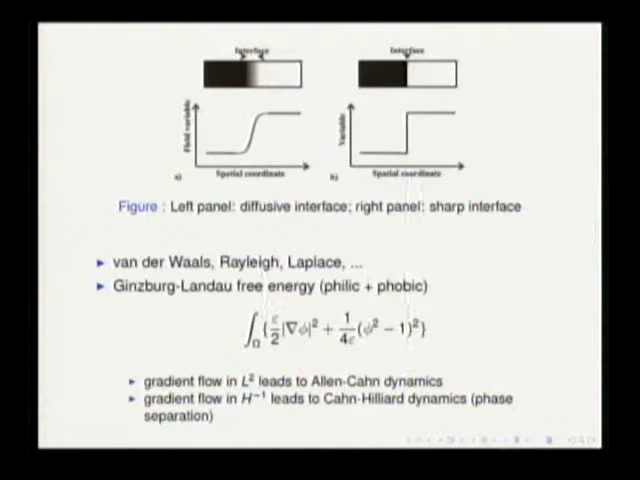 Interface Interface
Field variable Variable
a) Spatial coordinate b) Spatial coordinate
Figure : Left panel: diffusive interface; right panel: sharp interface
► van der Waals, Rayleigh, Laplace, ...
► Ginzburg-Landau free energy (philic + phobic)
∫_Ω {ε/2 |∇ϕ|² + 1/4ε (ϕ² − 1)²}
► gradient flow in L² leads to Allen-Cahn dynamics
► gradient flow in H⁻¹ leads to Cahn-Hilliard dynamics (phase
separation)